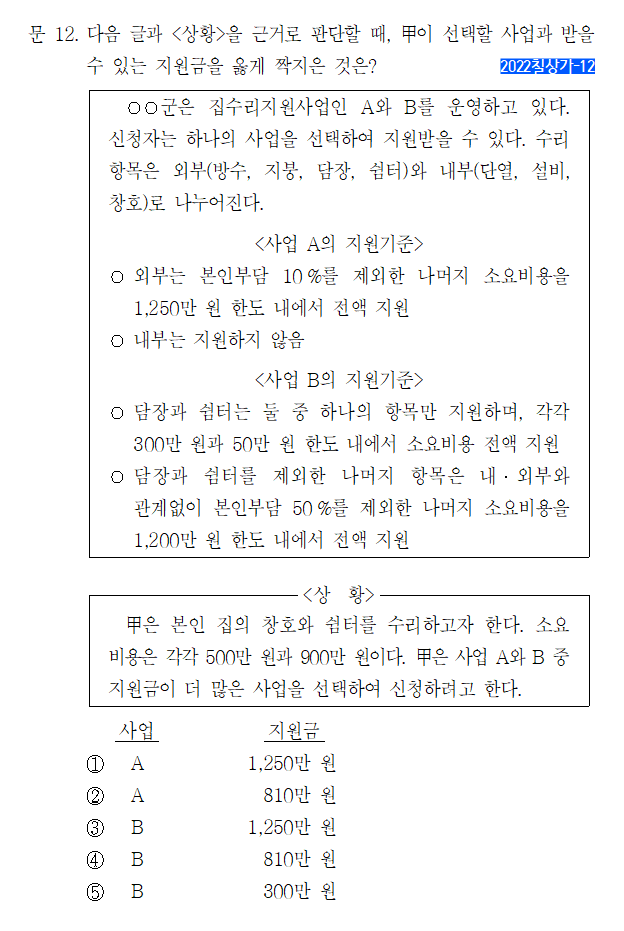 문 12. 다음 글과 <상황>을 근거로 판단할 때, 甲이 선택할 사업과 받을
수 있는 지원금을 옳게 짝지은 것은? 2022칠상가-12
○○군은 집수리지원사업인 A와 B를 운영하고 있다.
신청자는 하나의 사업을 선택하여 지원받을 수 있다. 수리
항목은 외부(방수, 지붕, 담장, 쉼터)와 내부(단열, 설비,
창호)로 나누어진다.
<사업 A의 지원기준>
○ 외부는 본인부담 10 %를 제외한 나머지 소요비용을
1,250만 원 한도 내에서 전액 지원
○ 내부는 지원하지 않음
<사업 B의 지원기준>
○ 담장과 쉼터는 둘 중 하나의 항목만 지원하며, 각각
300만 원과 50만 원 한도 내에서 소요비용 전액 지원
○ 담장과 쉼터를 제외한 나머지 항목은 내·외부와
관계없이 본인부담 50 %를 제외한 나머지 소요비용을
1,200만 원 한도 내에서 전액 지원
<상 황>
甲은 본인 집의 창호와 쉼터를 수리하고자 한다. 소요
비용은 각각 500만 원과 900만 원이다. 甲은 사업 A와 B 중
지원금이 더 많은 사업을 선택하여 신청하려고 한다.
사업 지원금
① A 1,250만 원
② A 810만 원
③ B 1,250만 원
④ B 810만 원
⑤ B 300만 원